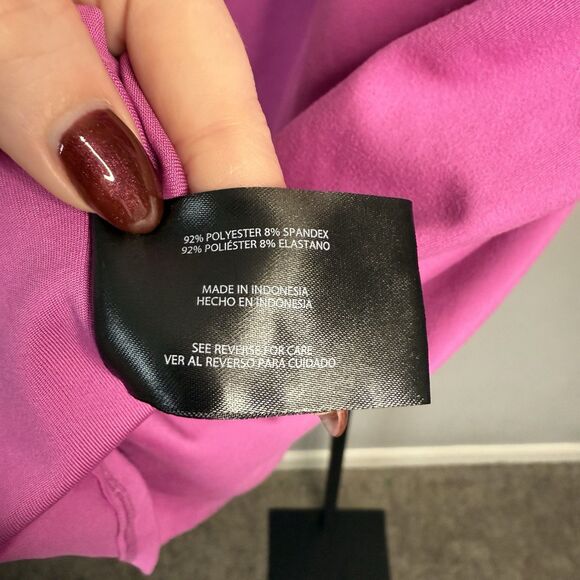 92% POLYESTER 8% SPANDEX
92% POLIÉSTER 8% ELASTANO
MADE IN INDONESIA
HECHO EN INDONESIA
SEE REVERSE FOR CARE
VER AL REVERSO PARA CUIDADO